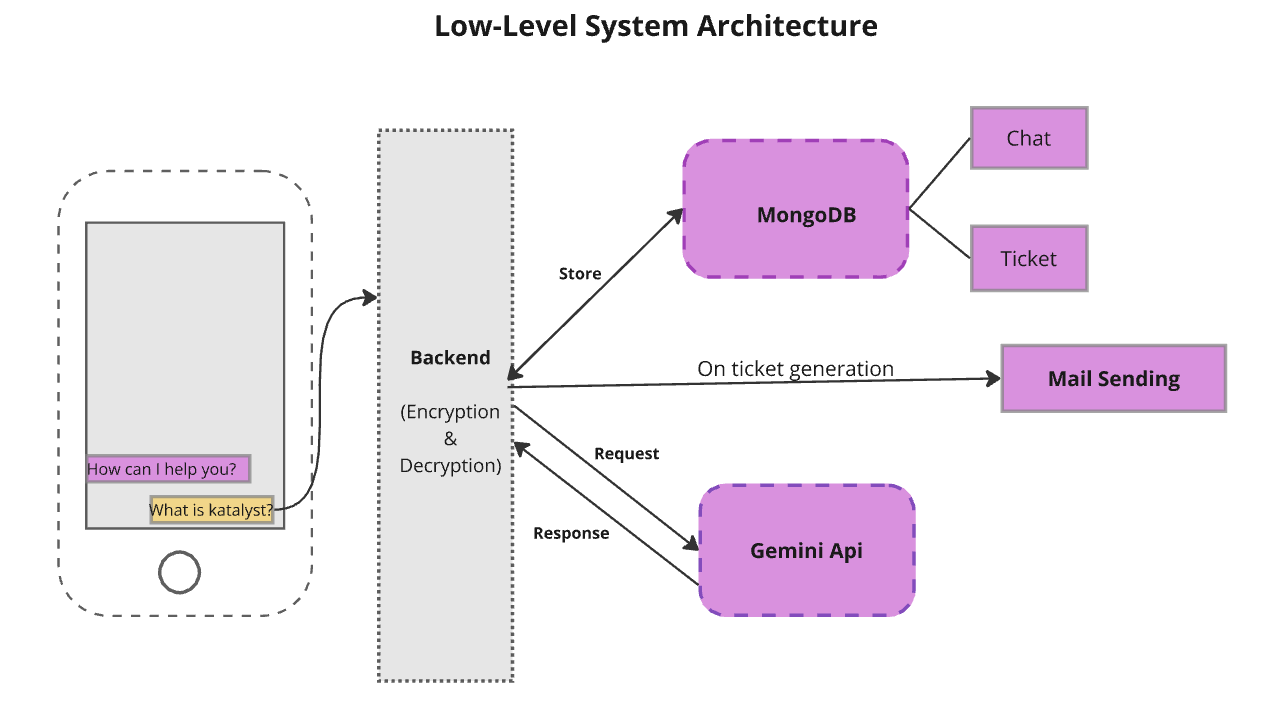 Low-Level System Architecture
How can I help you?
What is katalyst?
Backend
(Encryption
&
Decryption)
Store
MongoDB
Chat
Ticket
On ticket generation
Mail Sending
Request
Response
Gemini Api